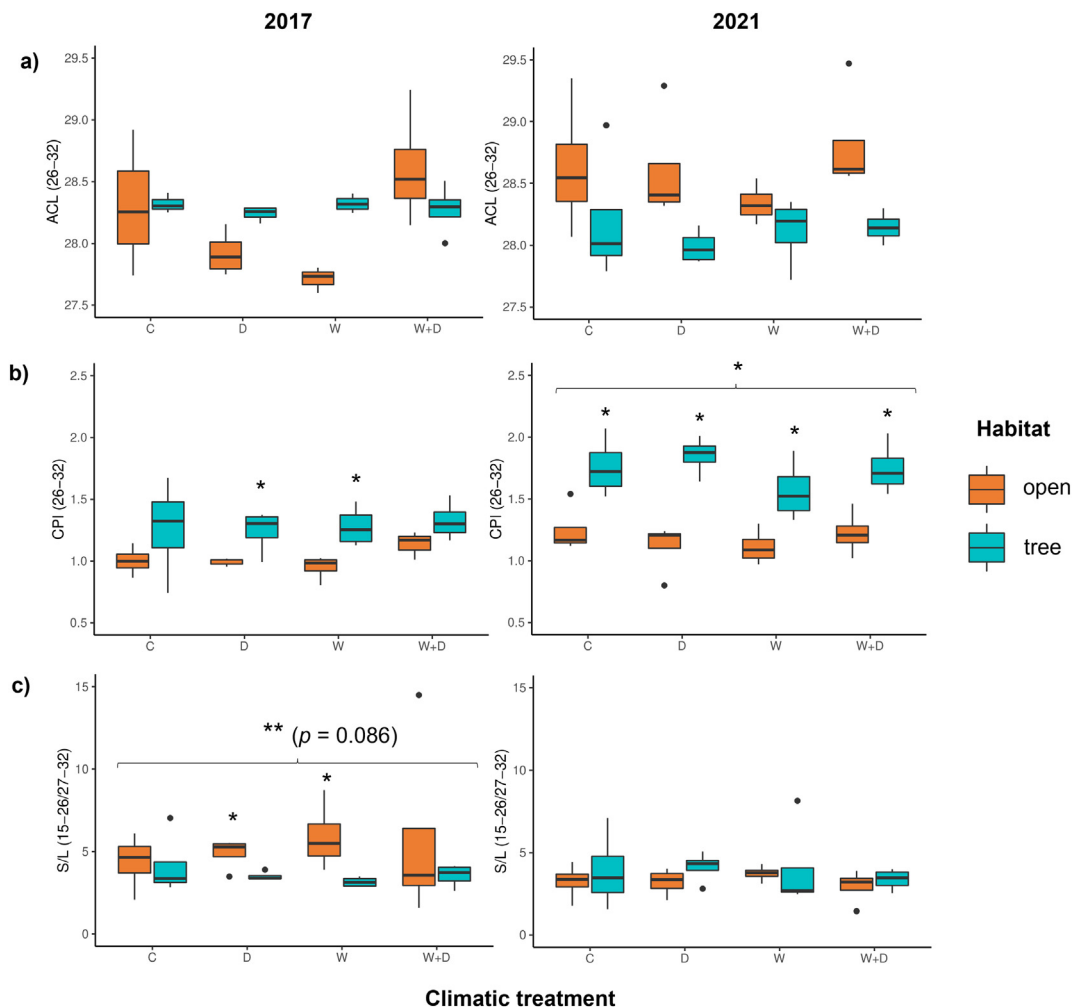 2017
2021
a)
29.5
29.0
28.5
28.0
27.5
ACL (26−32)
C
D
W
W+D
29.5
29.0
28.5
28.0
27.5
ACL (26−32)
C
D
W
W+D
b)
2.5
2.0
1.5
1.0
0.5
CPI (26−32)
*
*
C
D
W
W+D
2.5
2.0
1.5
1.0
0.5
CPI (26−32)
*
*
*
*
*
C
D
W
W+D
Habitat
open
tree
c)
15
10
5
0
S/L (15−26/27−32)
** (p = 0.086)
*
*
C
D
W
W+D
15
10
5
0
S/L (15−26/27−32)
C
D
W
W+D
Climatic treatment